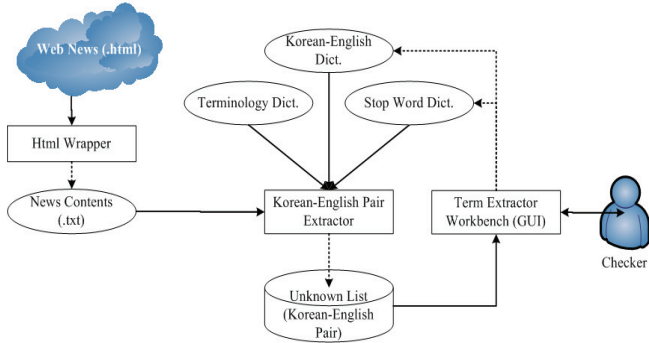 Web News (.html)
Korean-English
Dict.
Terminology Dict.
Stop Word Dict.
Html Wrapper
News Contents
(.txt)
Korean-English Pair
Extractor
Term Extractor
Workbench (GUI)
Checker
Unknown List
(Korean-English
Pair)